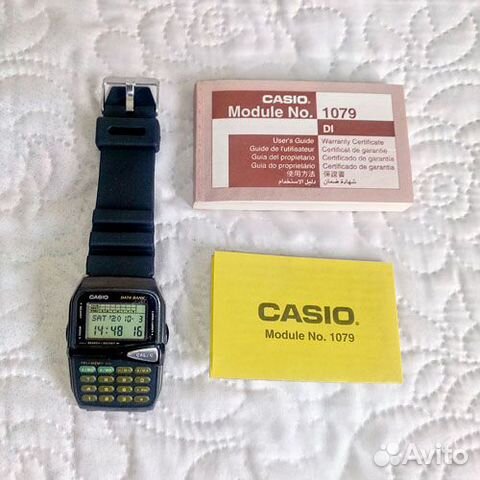 CASIO.
Module No. 1079
DI
User's Guide
Guide de l'utilisateur
Guía del propietario
Guia do proprietário
使用方法
دليل الاستخدام
Warranty Certificate
Certificat de garantie
Certificado de garantía
Certificado de garantia
保證書
شهادة ضمان
CASIO
Module No. 1079
CASIO DATA BANK
SAT '20 10- 3
14:48 16
CAL/C
Avito